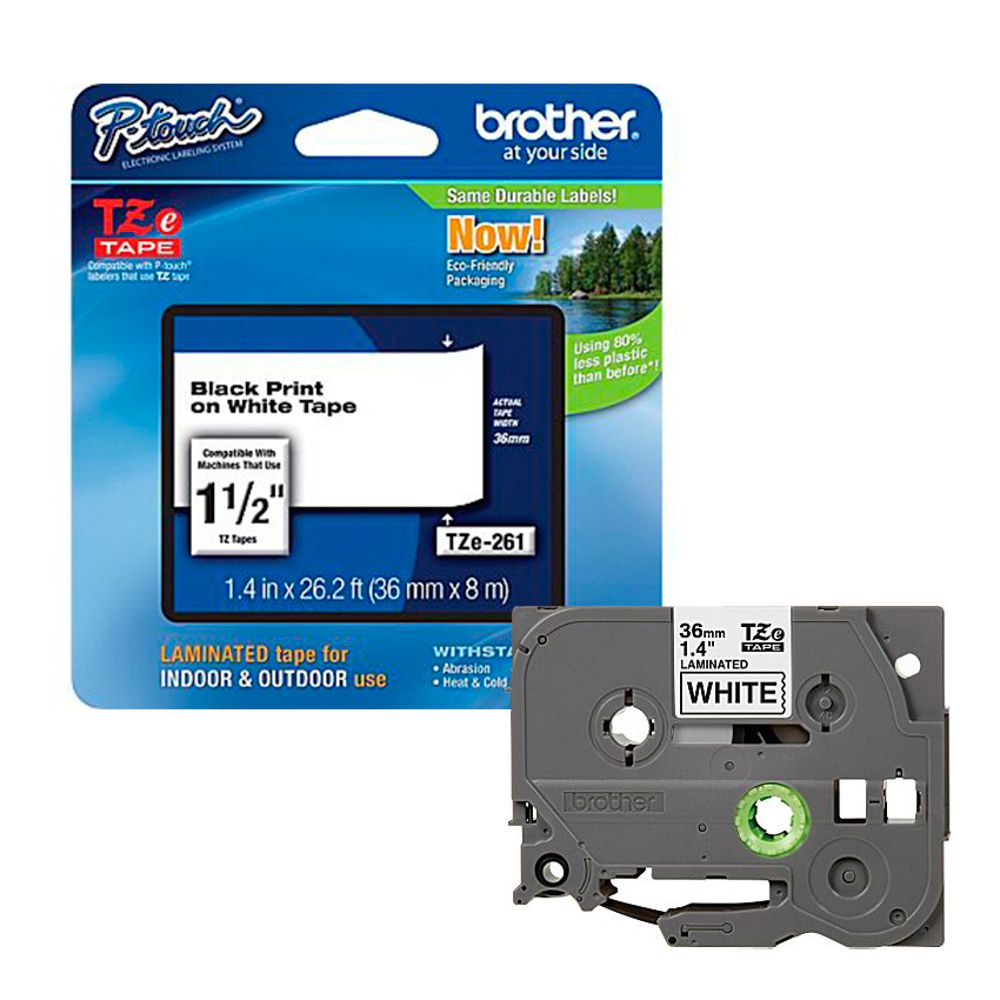 P-touch
ELECTRONIC LABELING SYSTEM
brother
at your side
TZe
TAPE
Compatible with P-touch®
labelers that use TZ tape
Same Durable Labels!
Now!
Eco-Friendly
Packaging
Using 80%
less plastic
than before*!
Black Print
on White Tape
ACTUAL
TAPE
WIDTH
36mm
Compatible With
Machines That Use
1 1/2"
TZ Tapes
TZe-261
1.4 in x 26.2 ft (36 mm x 8 m)
LAMINATED tape for
INDOOR & OUTDOOR use
WITHSTA
• Abrasion
• Heat & Cold
36mm
1.4"
LAMINATED
TZe
TAPE
WHITE
brother